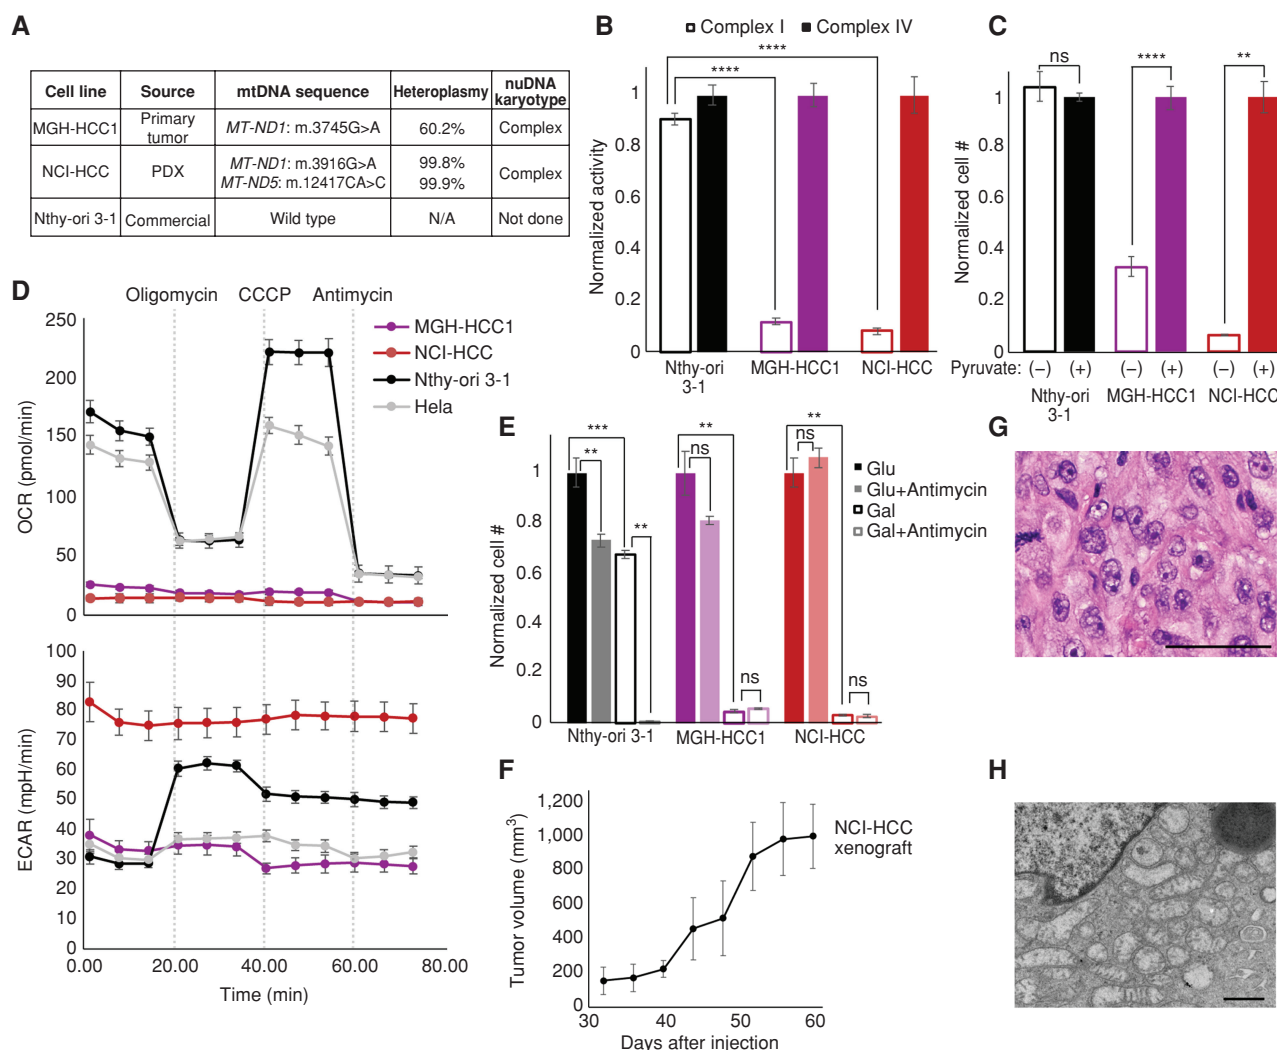 A
Cell line Source mtDNA sequence Heteroplasmy nuDNA karyotype
MGH-HCC1 Primary tumor MT-ND1: m.3745G>A 60.2% Complex
NCI-HCC PDX MT-ND1: m.3916G>A 99.8% Complex
MT-ND5: m.12417CA>C 99.9%
Nthy-ori 3-1 Commercial Wild type N/A Not done
B
Complex I Complex IV
****
****
Normalized activity
1
0.8
0.6
0.4
0.2
0
Nthy-ori 3-1 MGH-HCC1 NCI-HCC
C
ns **** **
Normalized cell #
1
0.8
0.6
0.4
0.2
0
Pyruvate: (–) (+) (–) (+) (–) (+)
Nthy-ori 3-1 MGH-HCC1 NCI-HCC
D
Oligomycin CCCP Antimycin
MGH-HCC1
NCI-HCC
Nthy-ori 3-1
Hela
OCR (pmol/min)
250
200
150
100
50
0
ECAR (mpH/min)
100
90
80
70
60
50
40
30
20
10
0
0.00 20.00 40.00 60.00 80.00
Time (min)
E
*** ** **
** ns ns
**
ns ns
Glu
Glu+Antimycin
Gal
Gal+Antimycin
Normalized cell #
1
0.8
0.6
0.4
0.2
0
Nthy-ori 3-1 MGH-HCC1 NCI-HCC
F
Tumor volume (mm³)
1,200
1,000
800
600
400
200
0
30 40 50 60
Days after injection
NCI-HCC
xenograft
G
H